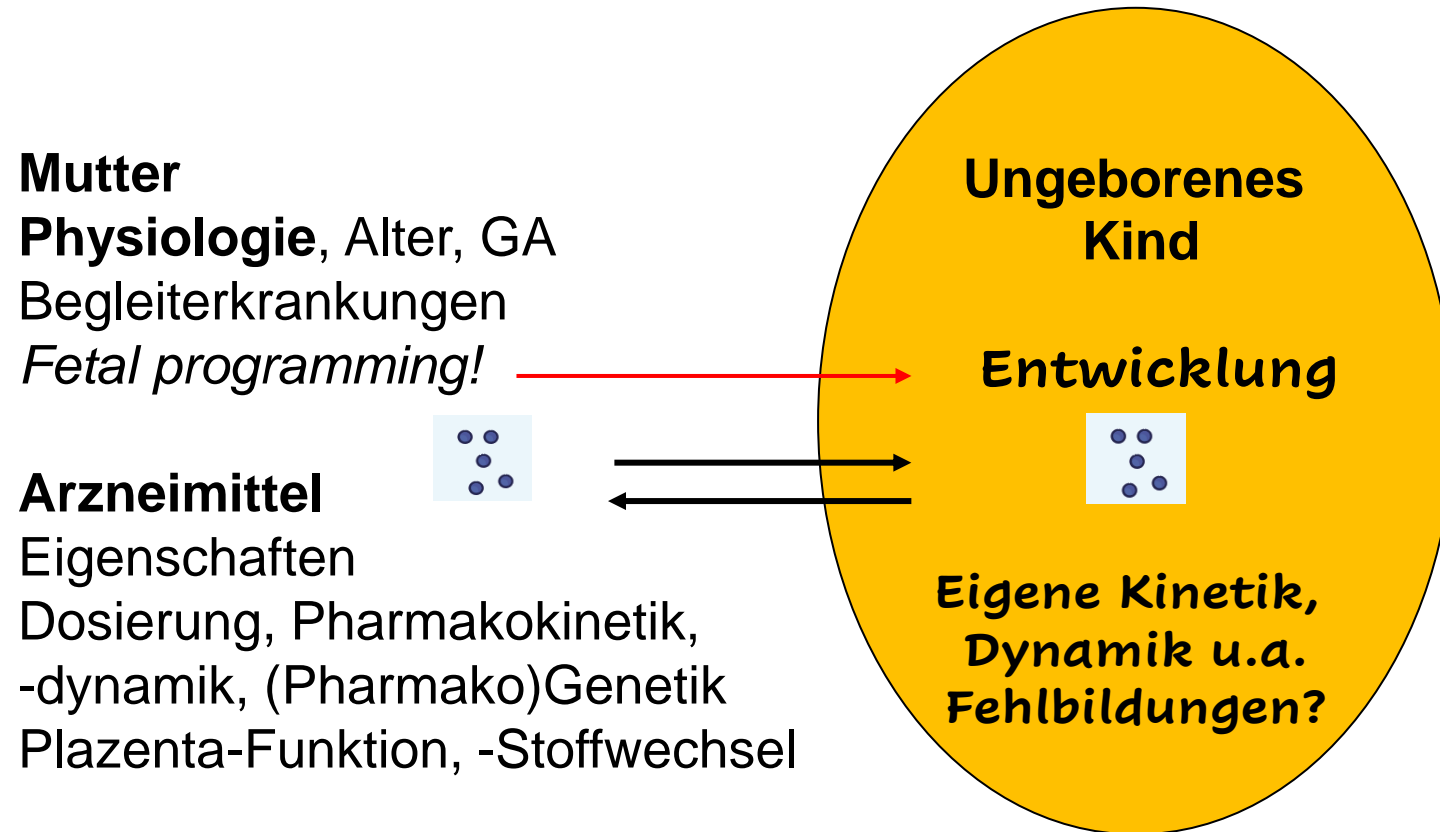 Mutter
Physiologie, Alter, GA
Begleiterkrankungen
Fetal programming!
Arzneimittel
Eigenschaften
Dosierung, Pharmakokinetik,
-dynamik, (Pharmako)Genetik
Plazenta-Funktion, -Stoffwechsel
Ungeborenes
Kind
Entwicklung
Eigene Kinetik,
Dynamik u.a.
Fehlbildungen?